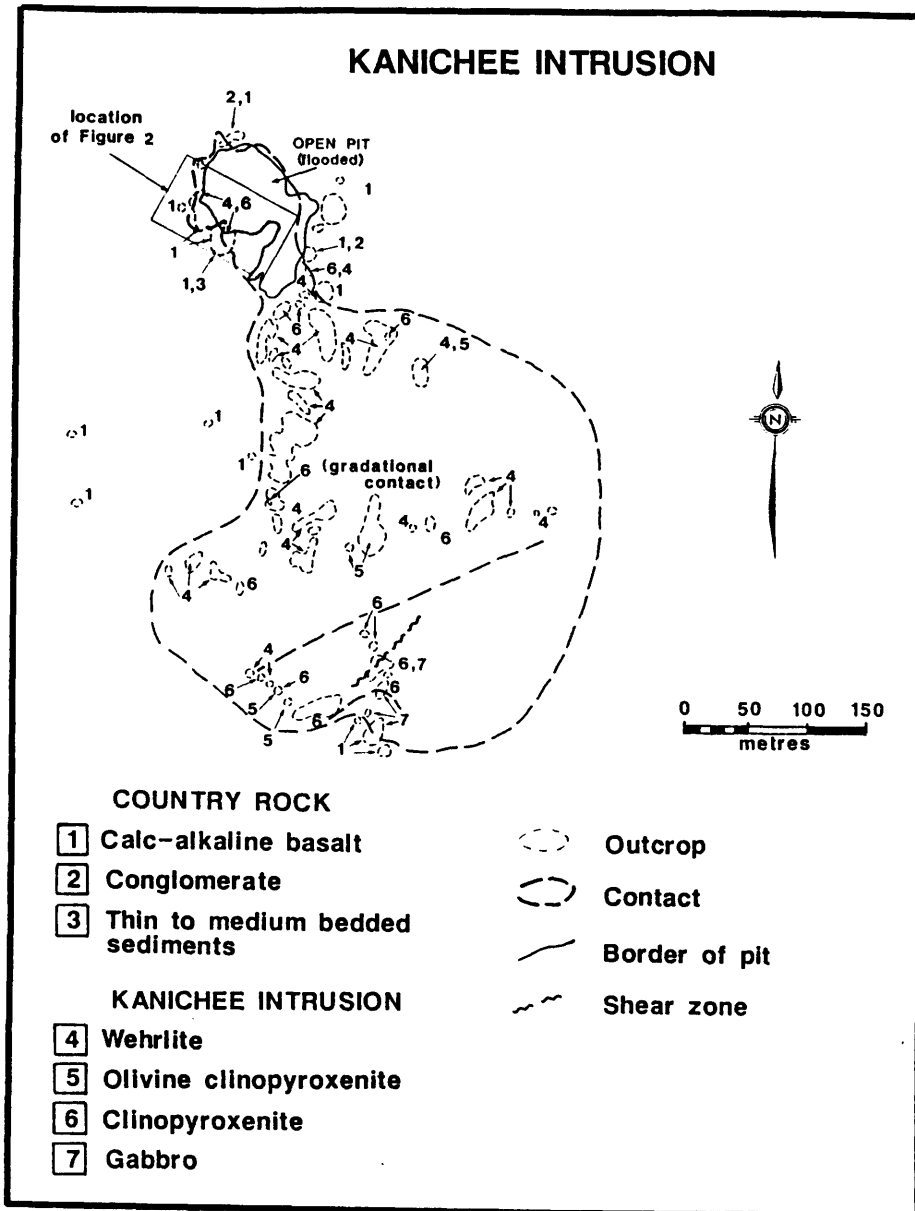 KANICHEE INTRUSION
location
of Figure 2
2,1
OPEN PIT
(flooded)
1
1
4,6
1
1,2
1,3
6,4
4
1
6
4
6
4
4,5
4
1
1
1
6
(gradational
contact)
1
4
4
4
6
4
4
5
4
6
6
4
6,7
6
6
6
5
6
7
5
1
N
0 50 100 150
metres
COUNTRY ROCK
1 Calc-alkaline basalt
2 Conglomerate
3 Thin to medium bedded
sediments
KANICHEE INTRUSION
4 Wehrlite
5 Olivine clinopyroxenite
6 Clinopyroxenite
7 Gabbro
Outcrop
Contact
Border of pit
Shear zone